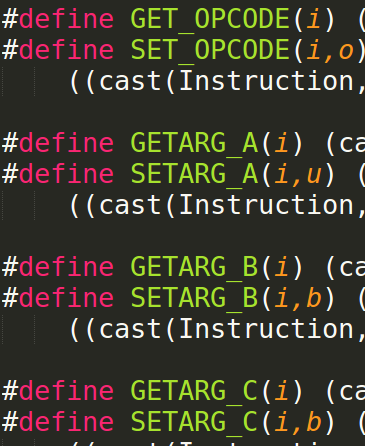 #define GET_OPCODE(i) (
#define SET_OPCODE(i,o)
((cast(Instruction,
#define GETARG_A(i) (ca
#define SETARG_A(i,u) (
((cast(Instruction,
#define GETARG_B(i) (ca
#define SETARG_B(i,b) (
((cast(Instruction,
#define GETARG_C(i) (ca
#define SETARG_C(i,b) (